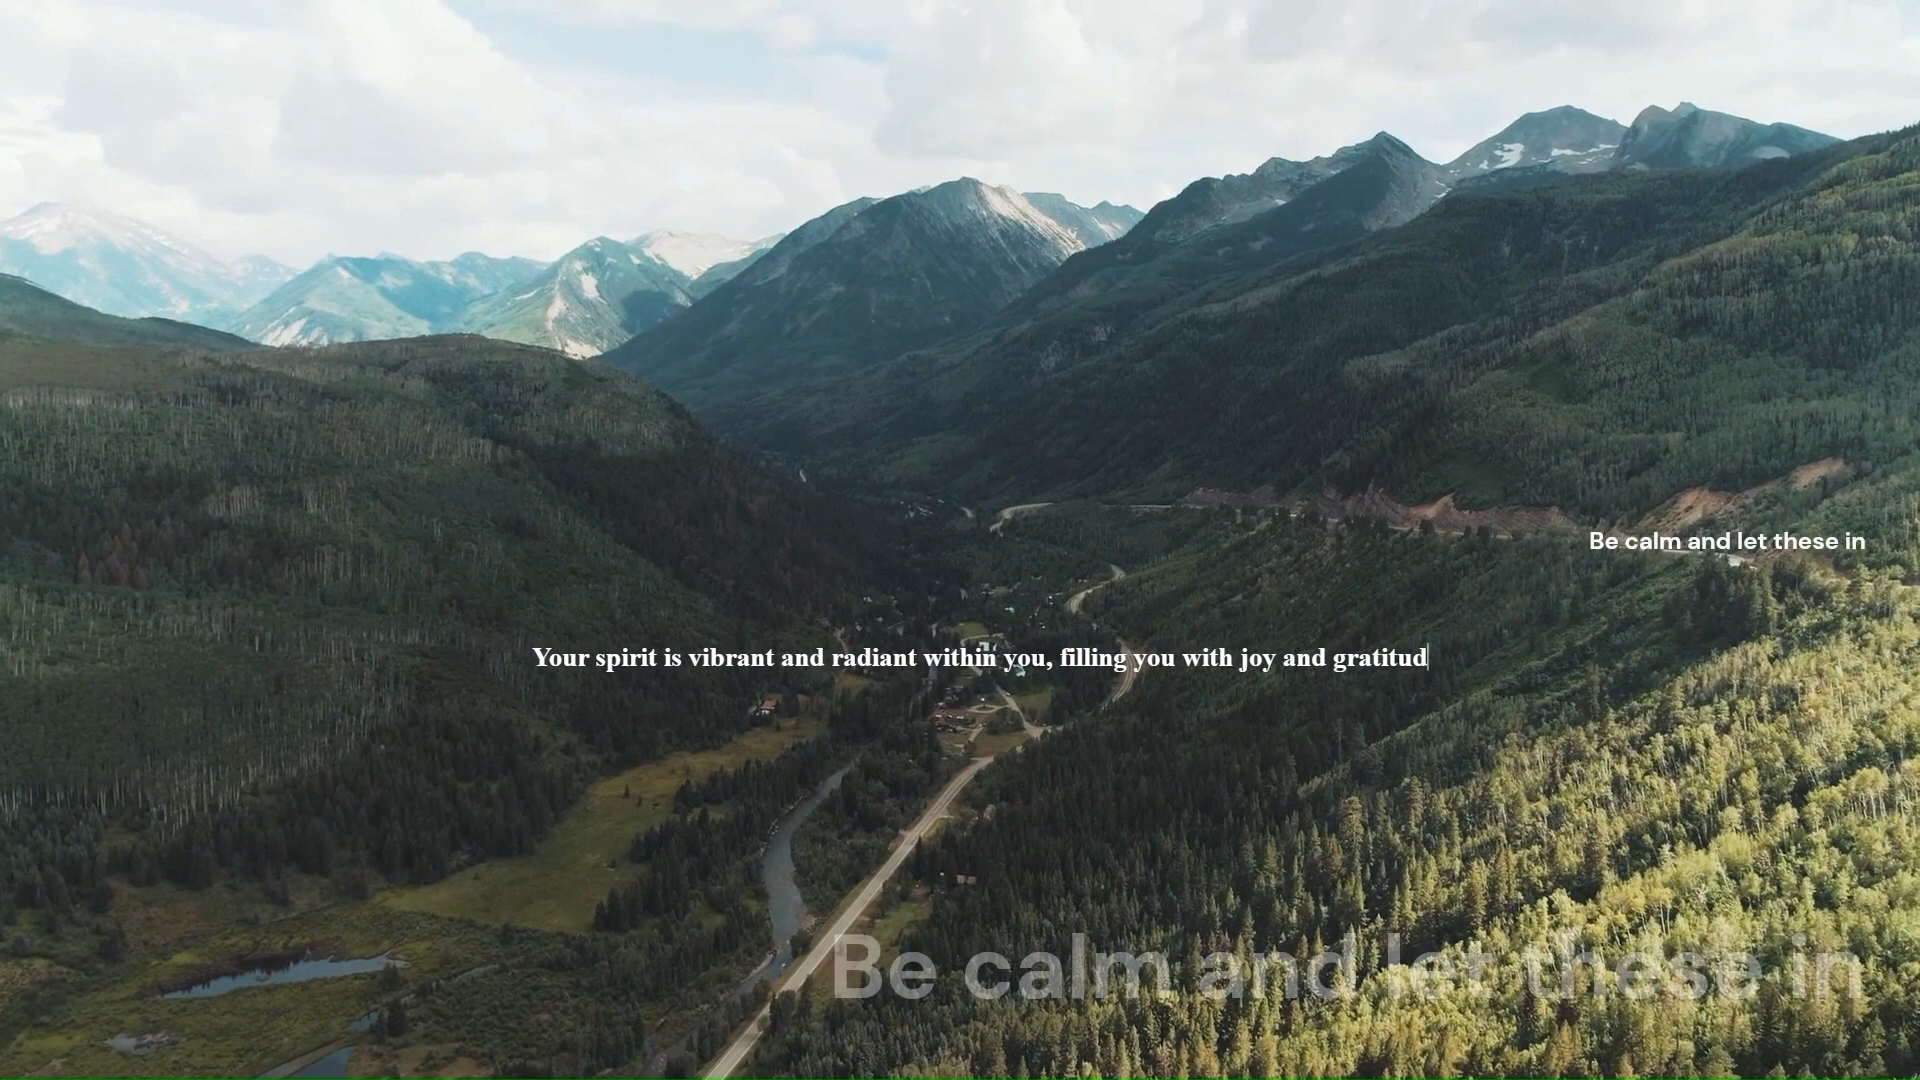 Be calm and let these in
Your spirit is vibrant and radiant within you, filling you with joy and gratitud
Be calm and let these in